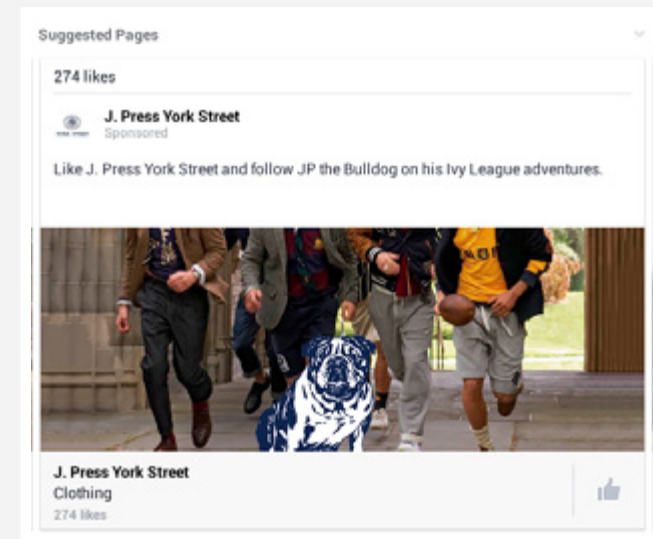 Suggested Pages
274 likes
J. Press York Street
Sponsored
Like J. Press York Street and follow JP the Bulldog on his Ivy League adventures.
J. Press York Street
Clothing
274 likes